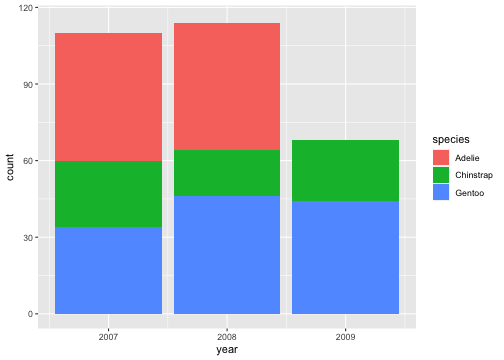 120
90
60
30
0
count
2007 2008 2009
year
species
Adelie
Chinstrap
Gentoo